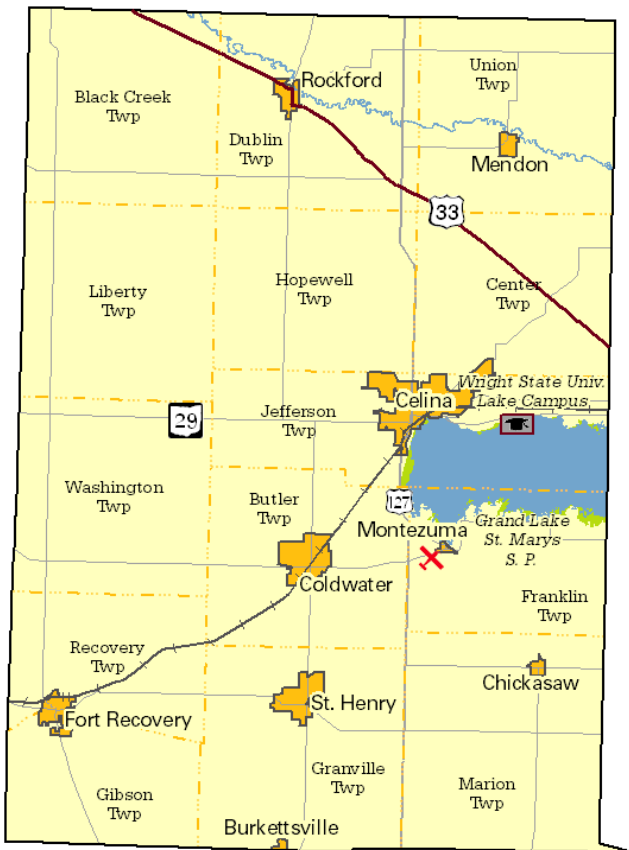 Rockford
Union
Twp
Black Creek
Twp
Dublin
Twp
Mendon
33
Hopewell
Twp
Liberty
Twp
Center
Twp
Wright State Univ.
Lake Campus
Celina
29
Jefferson
Twp
Washington
Twp
Butler
Twp
127
Montezuma
Grand Lake
St. Marys
S. P.
Coldwater
Franklin
Twp
Recovery
Twp
Chickasaw
St. Henry
Fort Recovery
Granville
Twp
Marion
Twp
Gibson
Twp
Burkettsville